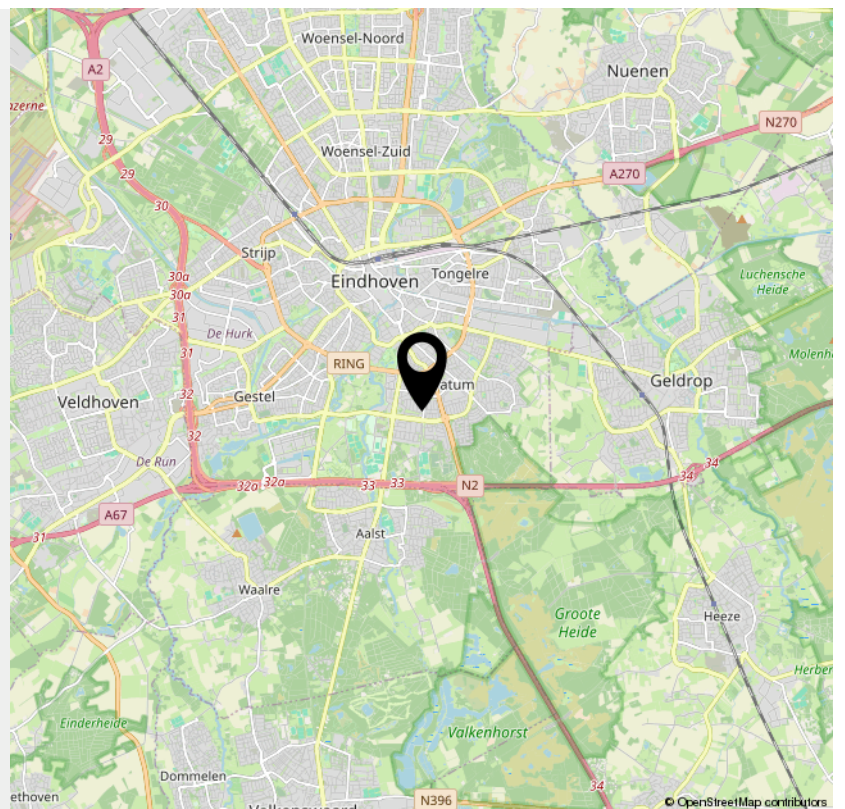 Woensel-Noord
A2
Nuenen
N270
29
Woensel-Zuid
A270
29
30
Strijp
Tongelre
30a
Eindhoven
Luchensche
Heide
30a
31
De Hurk
31
RING
Geldrop
32
Gestel
Veldhoven
32
De Run
34
34
32a
32a
33
33
N2
A67
31
Aalst
Waalre
Groote
Heide
Heeze
Einderheide
Valkenhorst
Dommelen
34
N396
© OpenStreetMap contributors